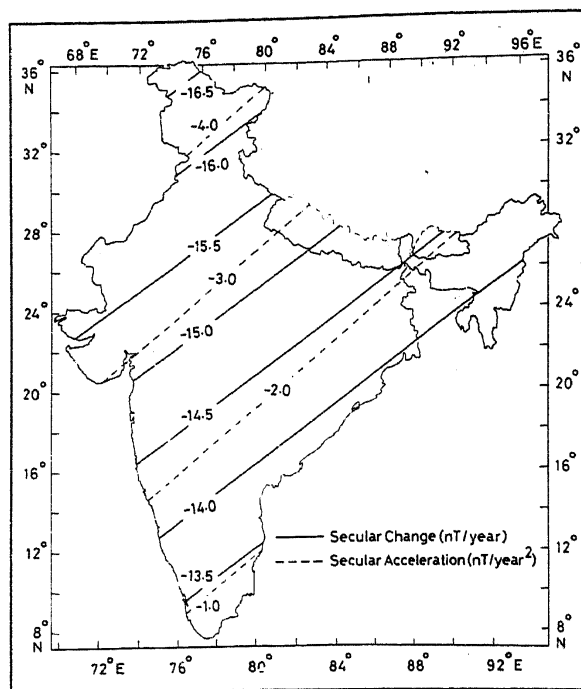 68°E 72° 76° 80° 84° 88° 92° 96°E
36° N
32°
28°
24°
20°
16°
12°
8° N
36° N
32°
28°
24°
20°
16°
12°
8° N
-16.5
-4.0
-16.0
-15.5
-3.0
-15.0
-2.0
-14.5
-14.0
-13.5
-1.0
Secular Change (nT/year)
Secular Acceleration (nT/year²)
72°E 76° 80° 84° 88° 92°E